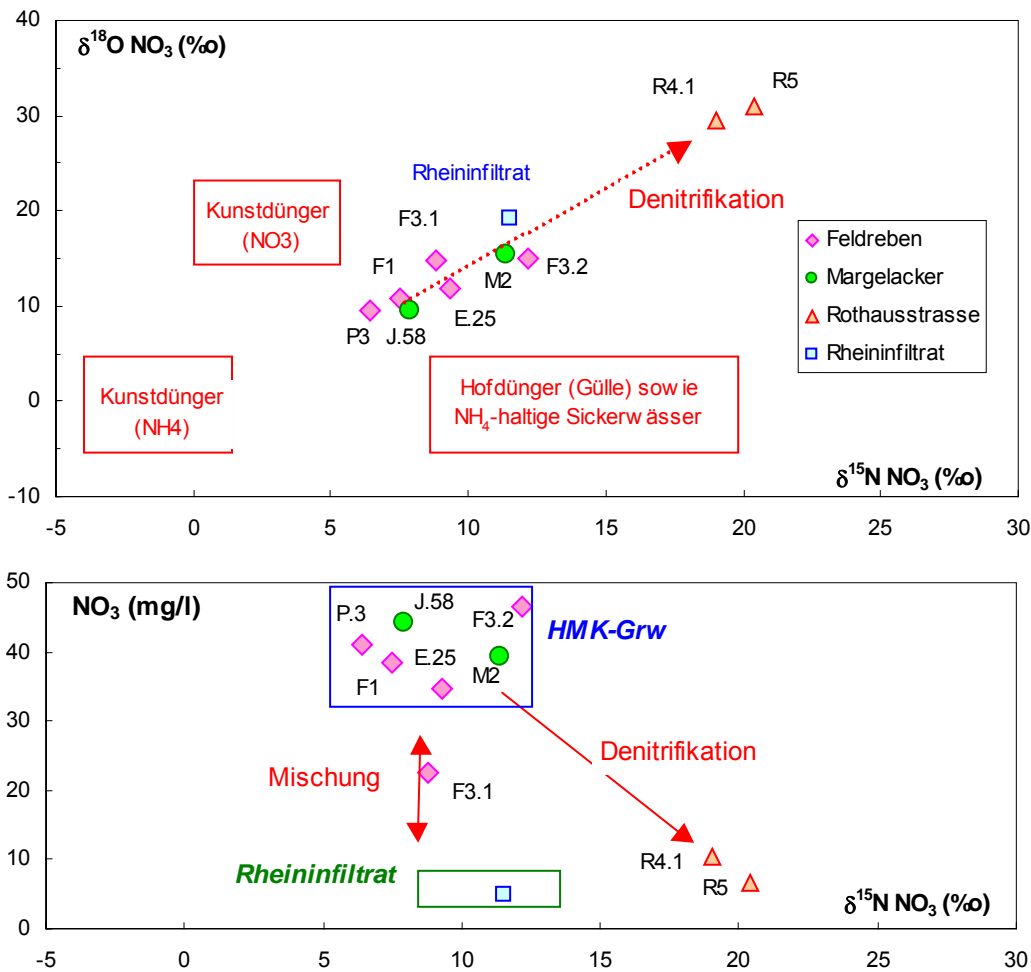 40
δ18O NO3 (‰)
R4.1
R5
30
Rheininfiltrat
Denitrifikation
Kunstdünger
(NO3)
20
F3.1
Feldreben
F1
M2
F3.2
Margelacker
10
P3
J.58
E.25
Rothausstrasse
Rheininfiltrat
0
Kunstdünger
(NH4)
Hofdünger (Gülle) sowie
NH4-haltige Sickerwässer
δ15N NO3 (‰)
-10
-5
0
5
10
15
20
25
30
50
NO3 (mg/l)
P.3
J.58
F3.2
HMK-Grw
40
E.25
F1
M2
30
Denitrifikation
Mischung
20
F3.1
10
R4.1
Rheininfiltrat
R5
δ15N NO3 (‰)
0
-5
0
5
10
15
20
25
30